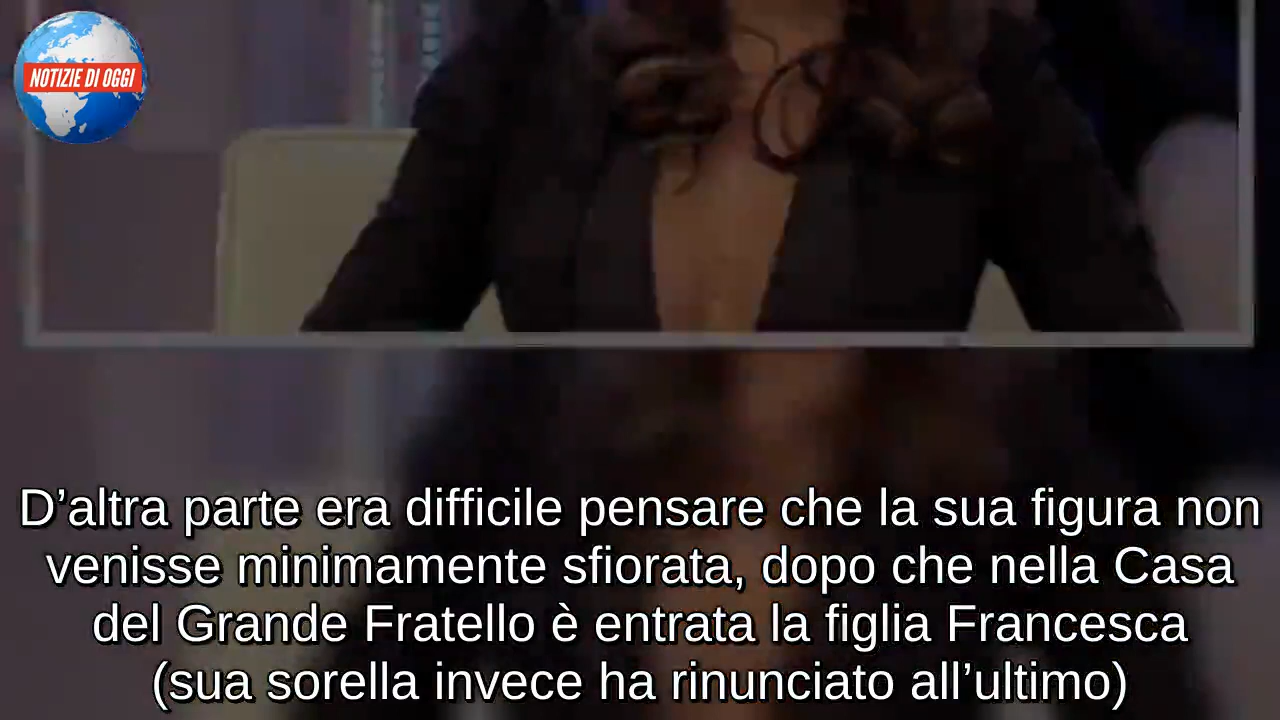 NOTIZIE DI OGGI
D’altra parte era difficile pensare che la sua figura non
venisse minimamente sfiorata, dopo che nella Casa
del Grande Fratello è entrata la figlia Francesca
(sua sorella invece ha rinunciato all’ultimo)